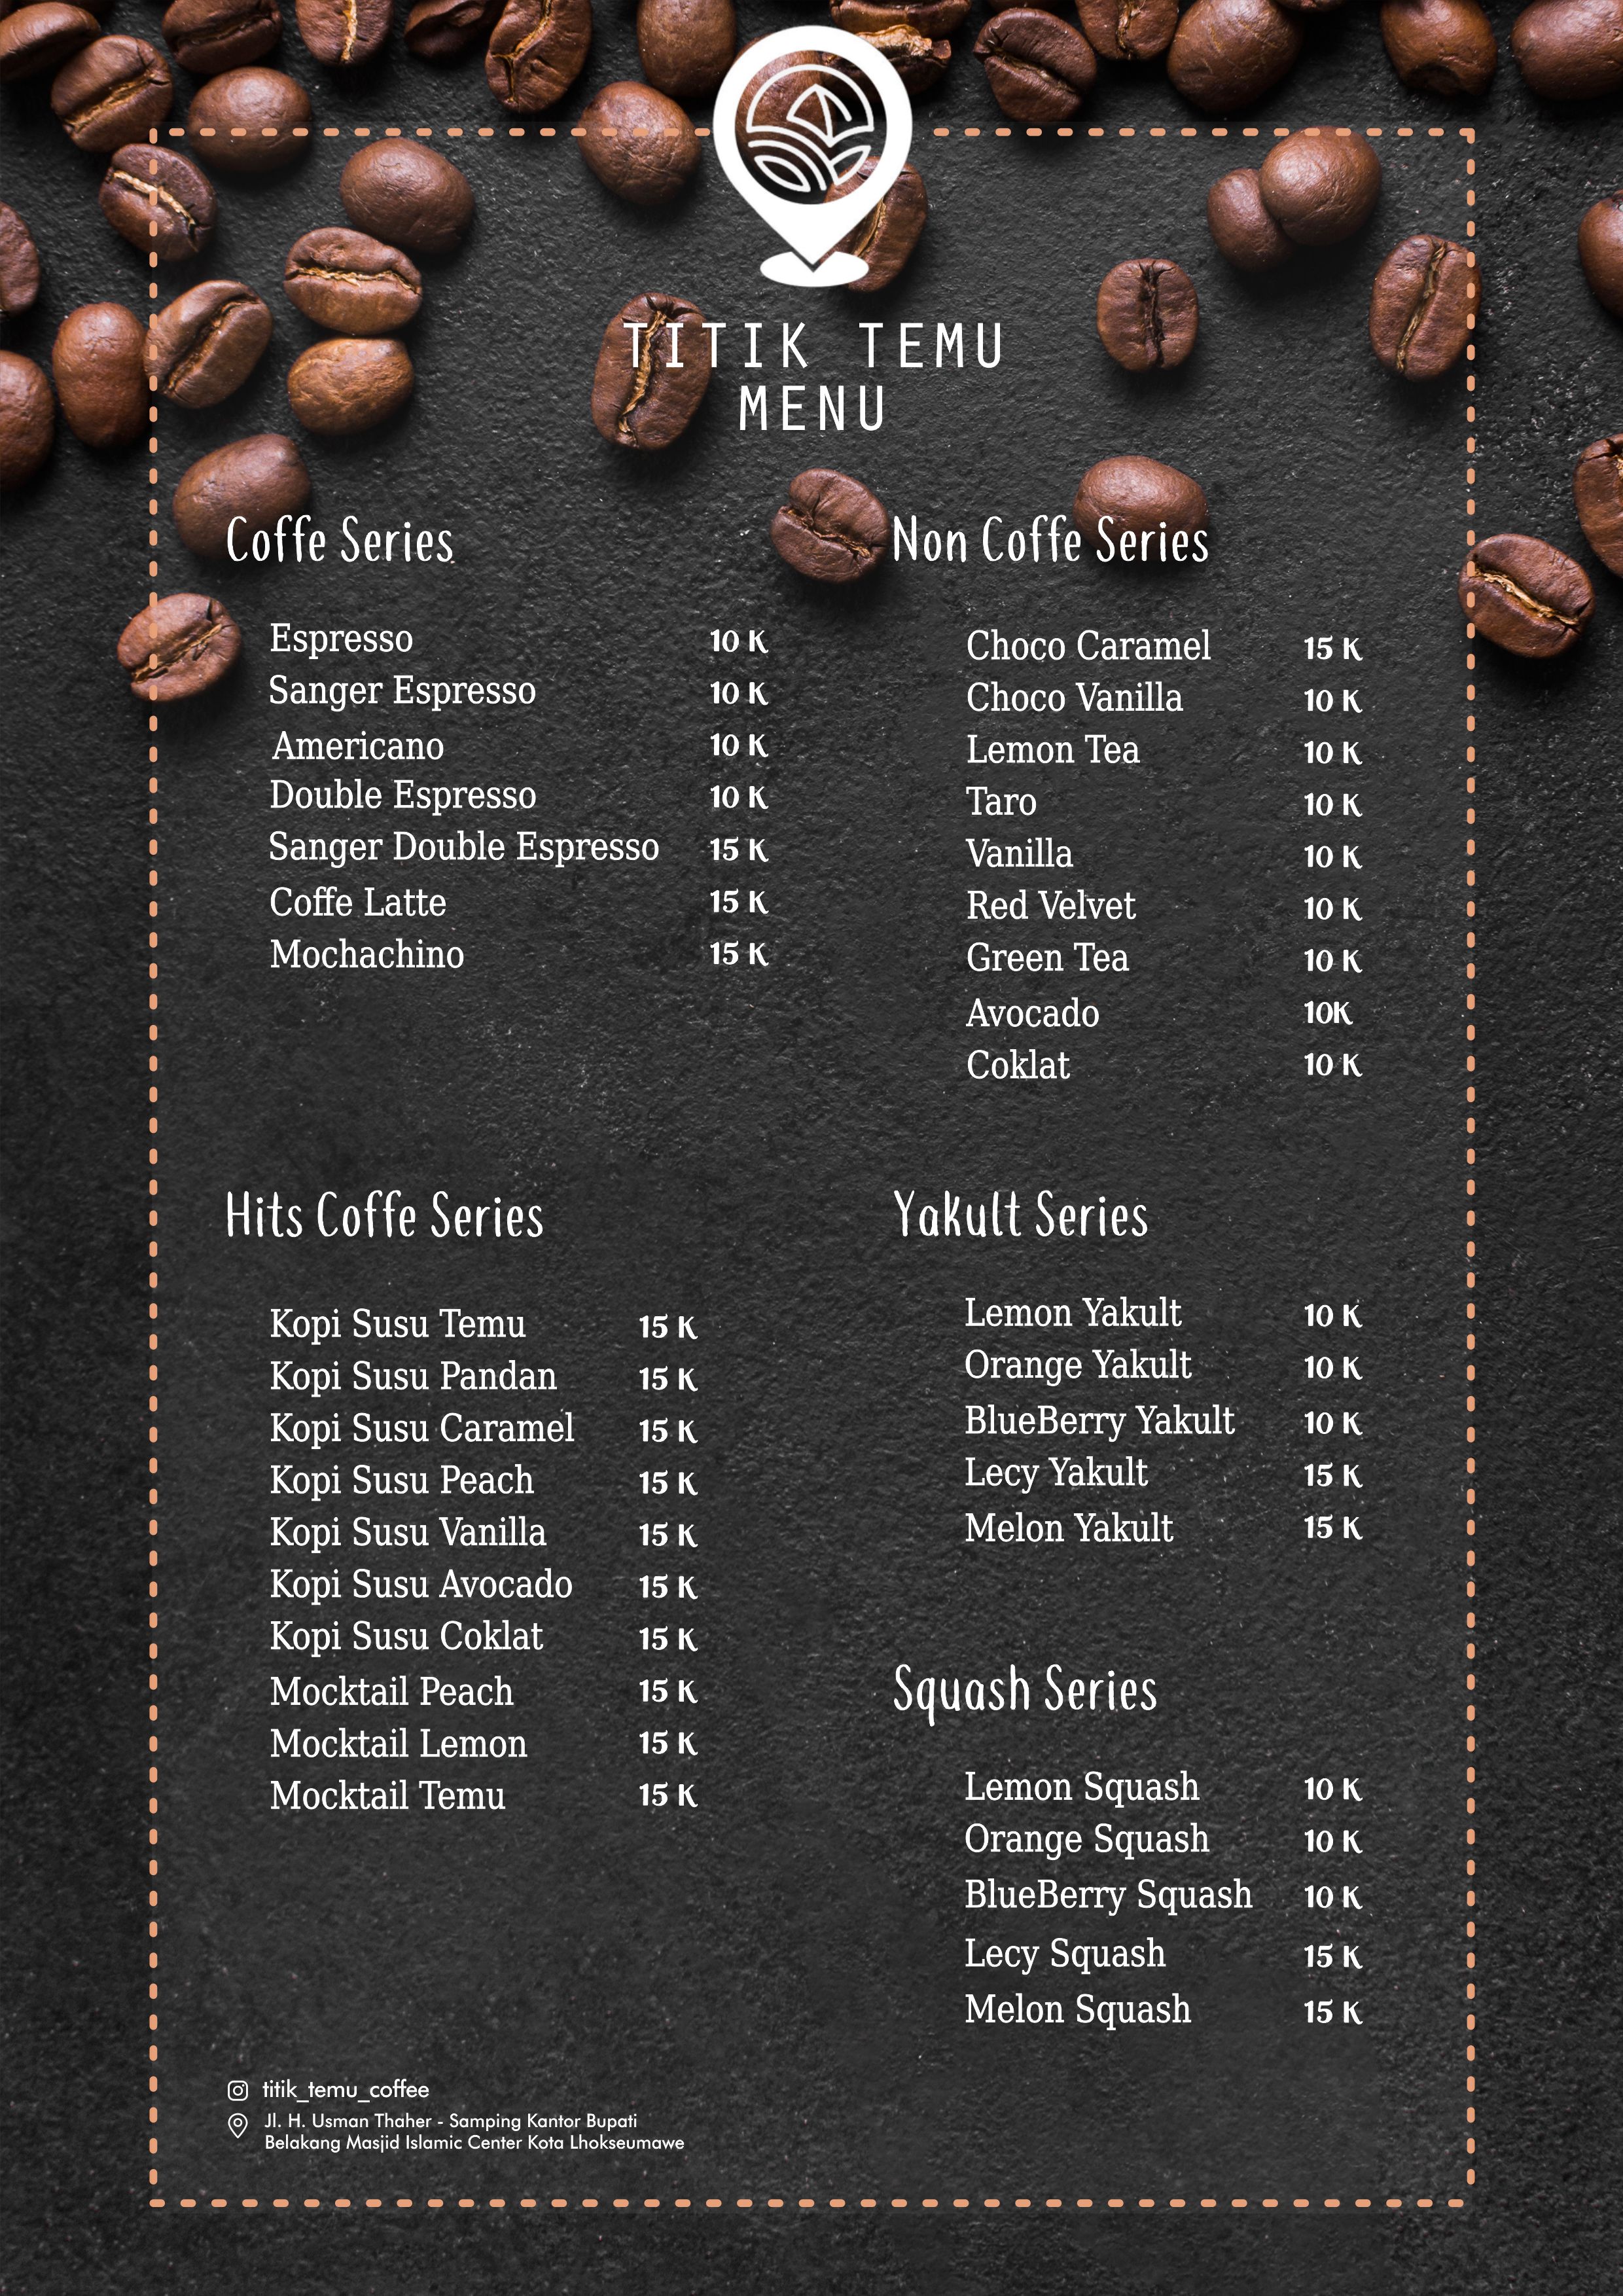 TITIK TEMU
MENU
Coffe Series
Espresso 10 K
Sanger Espresso 10 K
Americano 10 K
Double Espresso 10 K
Sanger Double Espresso 15 K
Coffe Latte 15 K
Mochachino 15 K
Non Coffe Series
Choco Caramel 15 K
Choco Vanilla 10 K
Lemon Tea 10 K
Taro 10 K
Vanilla 10 K
Red Velvet 10 K
Green Tea 10 K
Avocado 10K
Coklat 10 K
Hits Coffe Series
Kopi Susu Temu 15 K
Kopi Susu Pandan 15 K
Kopi Susu Caramel 15 K
Kopi Susu Peach 15 K
Kopi Susu Vanilla 15 K
Kopi Susu Avocado 15 K
Kopi Susu Coklat 15 K
Mocktail Peach 15 K
Mocktail Lemon 15 K
Mocktail Temu 15 K
Yakult Series
Lemon Yakult 10 K
Orange Yakult 10 K
BlueBerry Yakult 10 K
Lecy Yakult 15 K
Melon Yakult 15 K
Squash Series
Lemon Squash 10 K
Orange Squash 10 K
BlueBerry Squash 10 K
Lecy Squash 15 K
Melon Squash 15 K
titik_temu_coffee
Jl. H. Usman Thaher - Samping Kantor Bupati
Belakang Masjid Islamic Center Kota Lhokseumawe